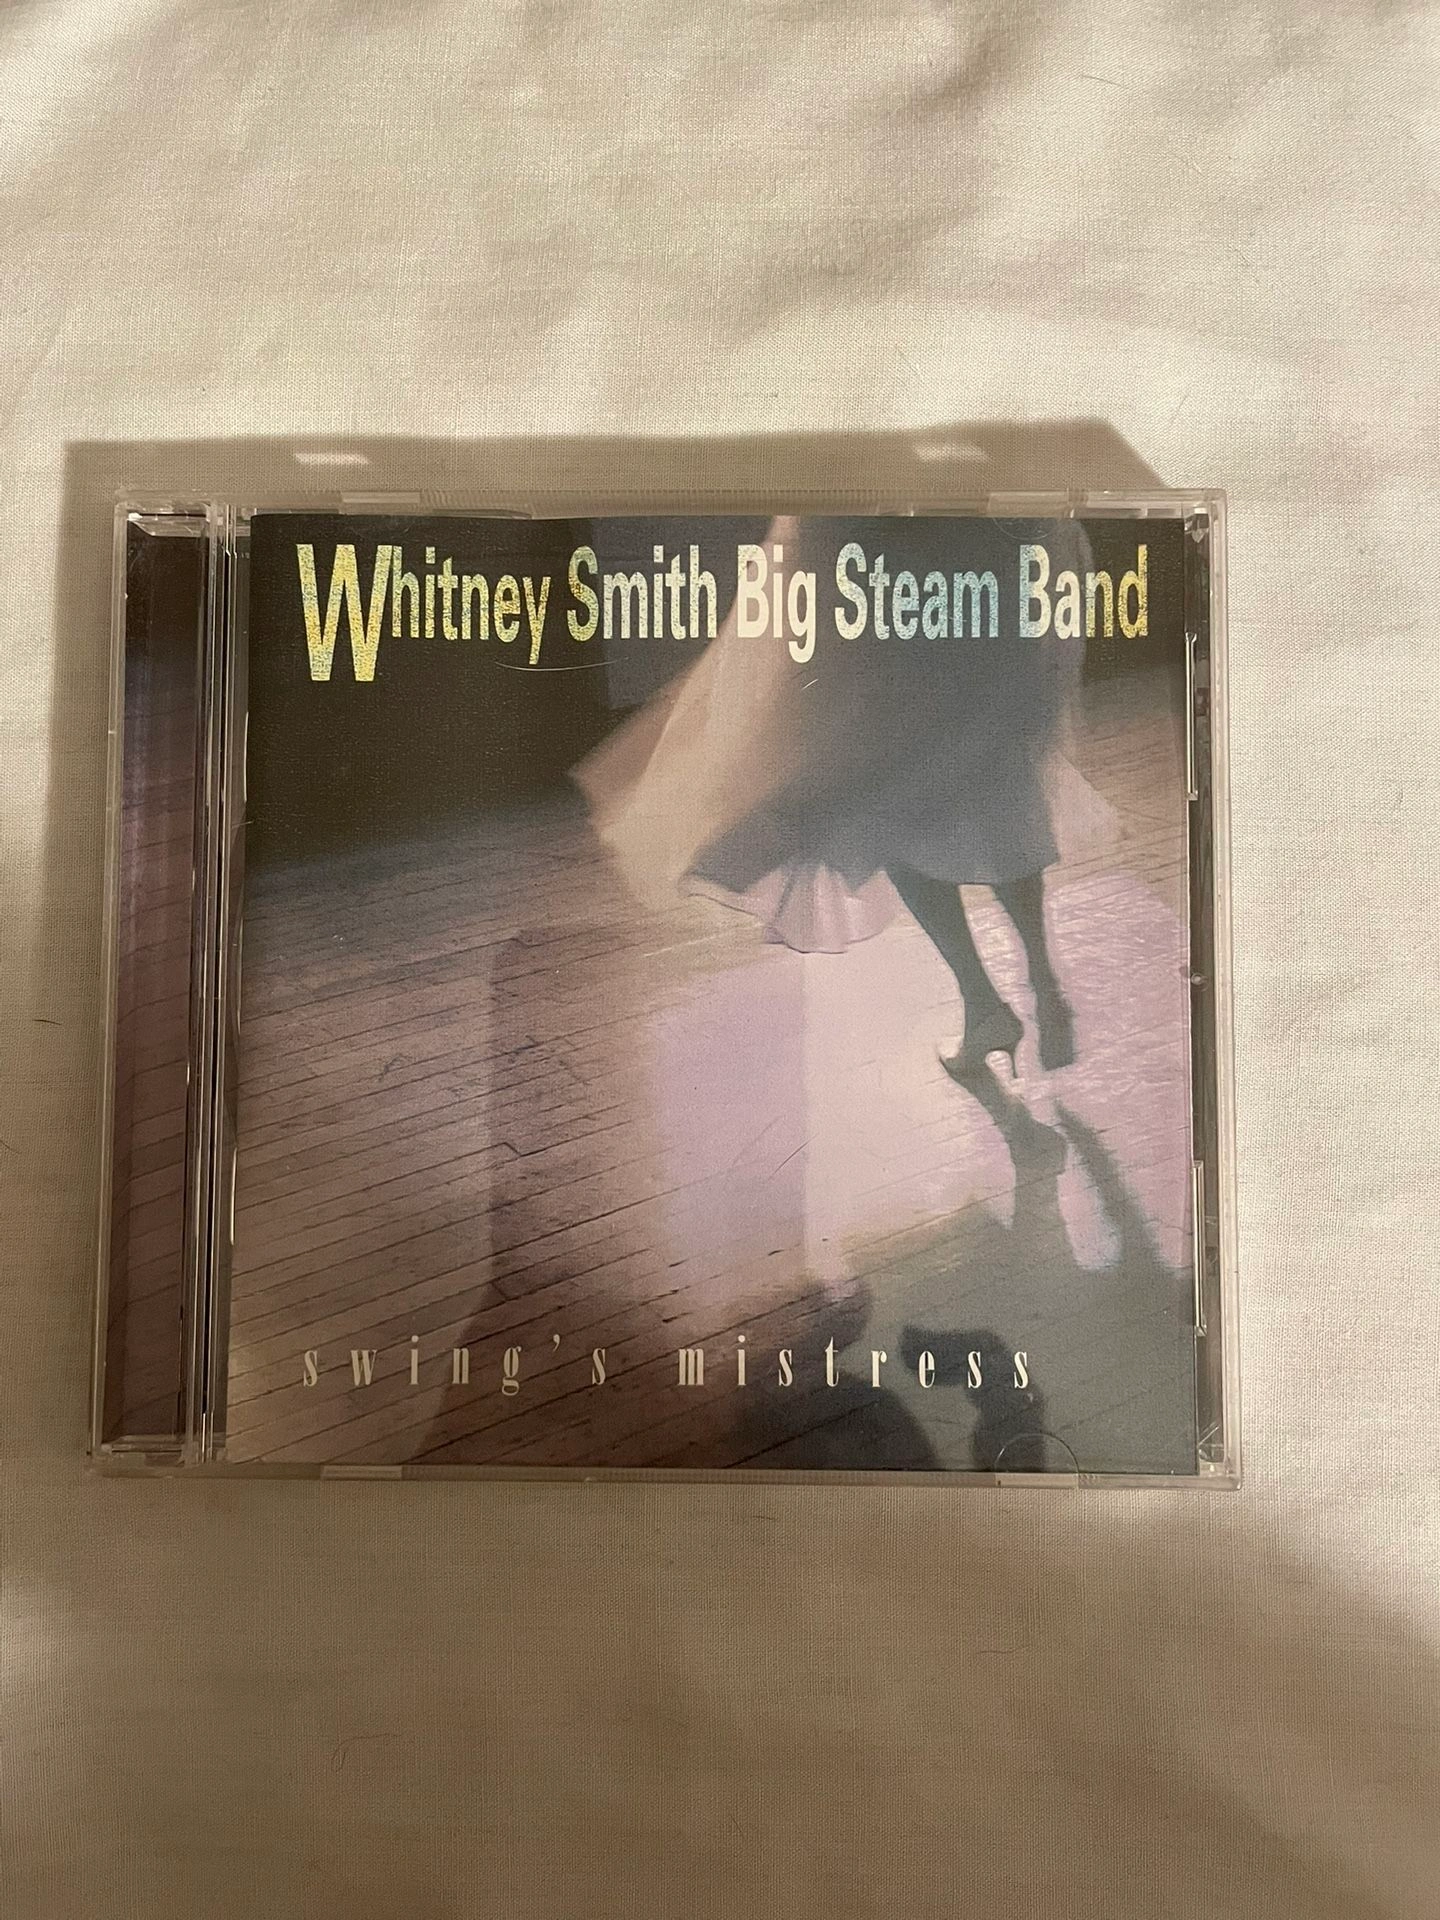 Whitney Smith Big Steam Band
swing's mistress